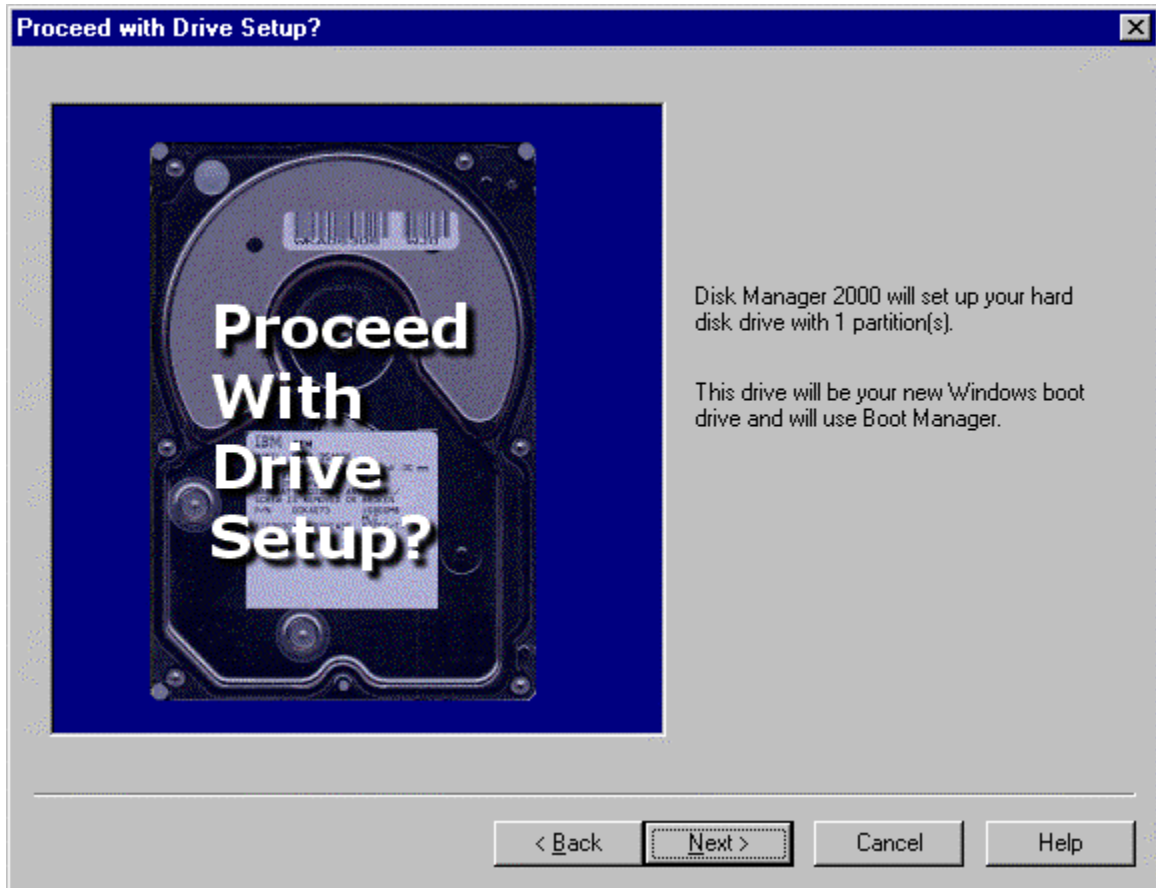 Proceed with Drive Setup?
Proceed
With
Drive
Setup?
IBM
Disk Manager 2000 will set up your hard
disk drive with 1 partition(s).
This drive will be your new Windows boot
drive and will use Boot Manager.
< Back
Next >
Cancel
Help